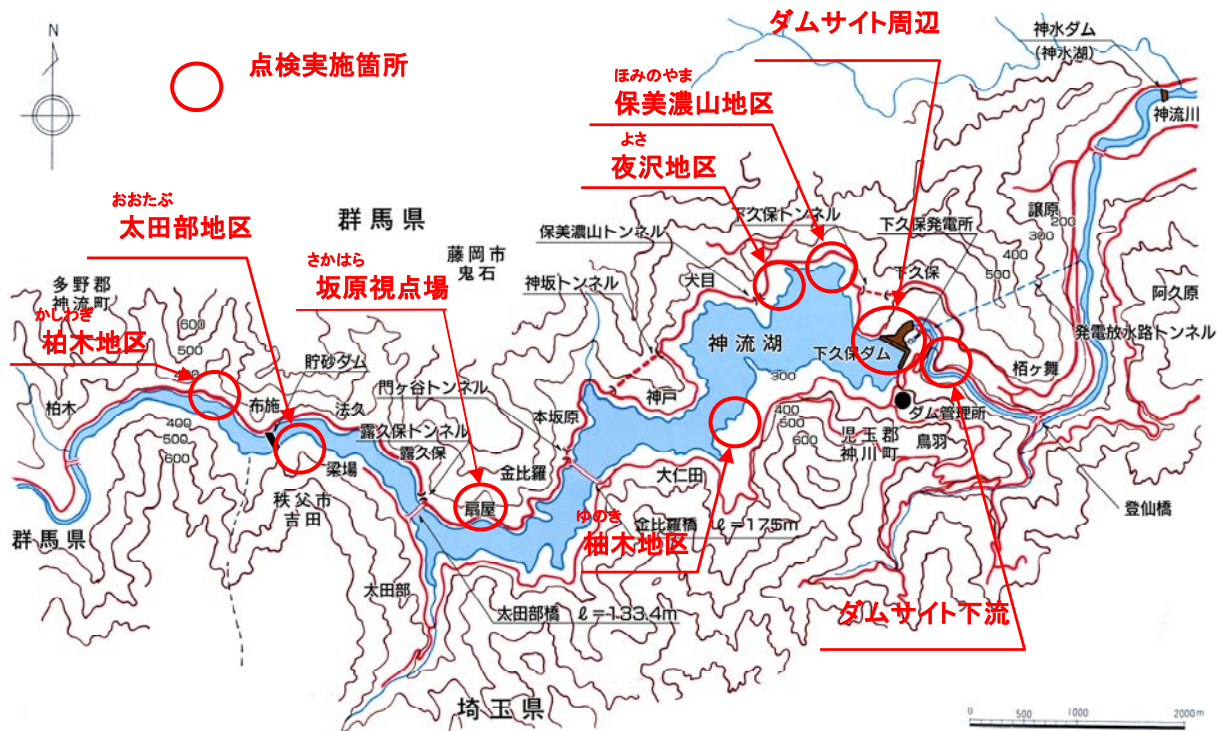 N
点検実施箇所
ダムサイト周辺
神水ダム
(神水湖)
神流川
ほみのやま
保美濃山地区
よさ
夜沢地区
おおたぶ
太田部地区
群馬県
さかはら
坂原視点場
藤岡市
鬼石
多野郡
神流町
かしわぎ
柏木地区
下久保トンネル
保美濃山トンネル
下久保発電所
神坂トンネル
犬目
下久保
譲原
200
300
400
500
阿久原
発電放水路トンネル
600
500
400
600
500
貯砂ダム
門ヶ谷トンネル
神流湖
下久保ダム
300
栢ヶ舞
柏木
布施
法久
露久保トンネル
本坂原
神戸
ダム管理所
400
500
600
400
500
600
児玉郡
神川町
鳥羽
露久保
金比羅
梁場
大仁田
秩父市
吉田
扇屋
登仙橋
群馬県
ゆのき
柚木地区
金比羅橋 ℓ=175m
太田部
太田部橋 ℓ=133.4m
ダムサイト下流
埼玉県
0 500 1000 2000m